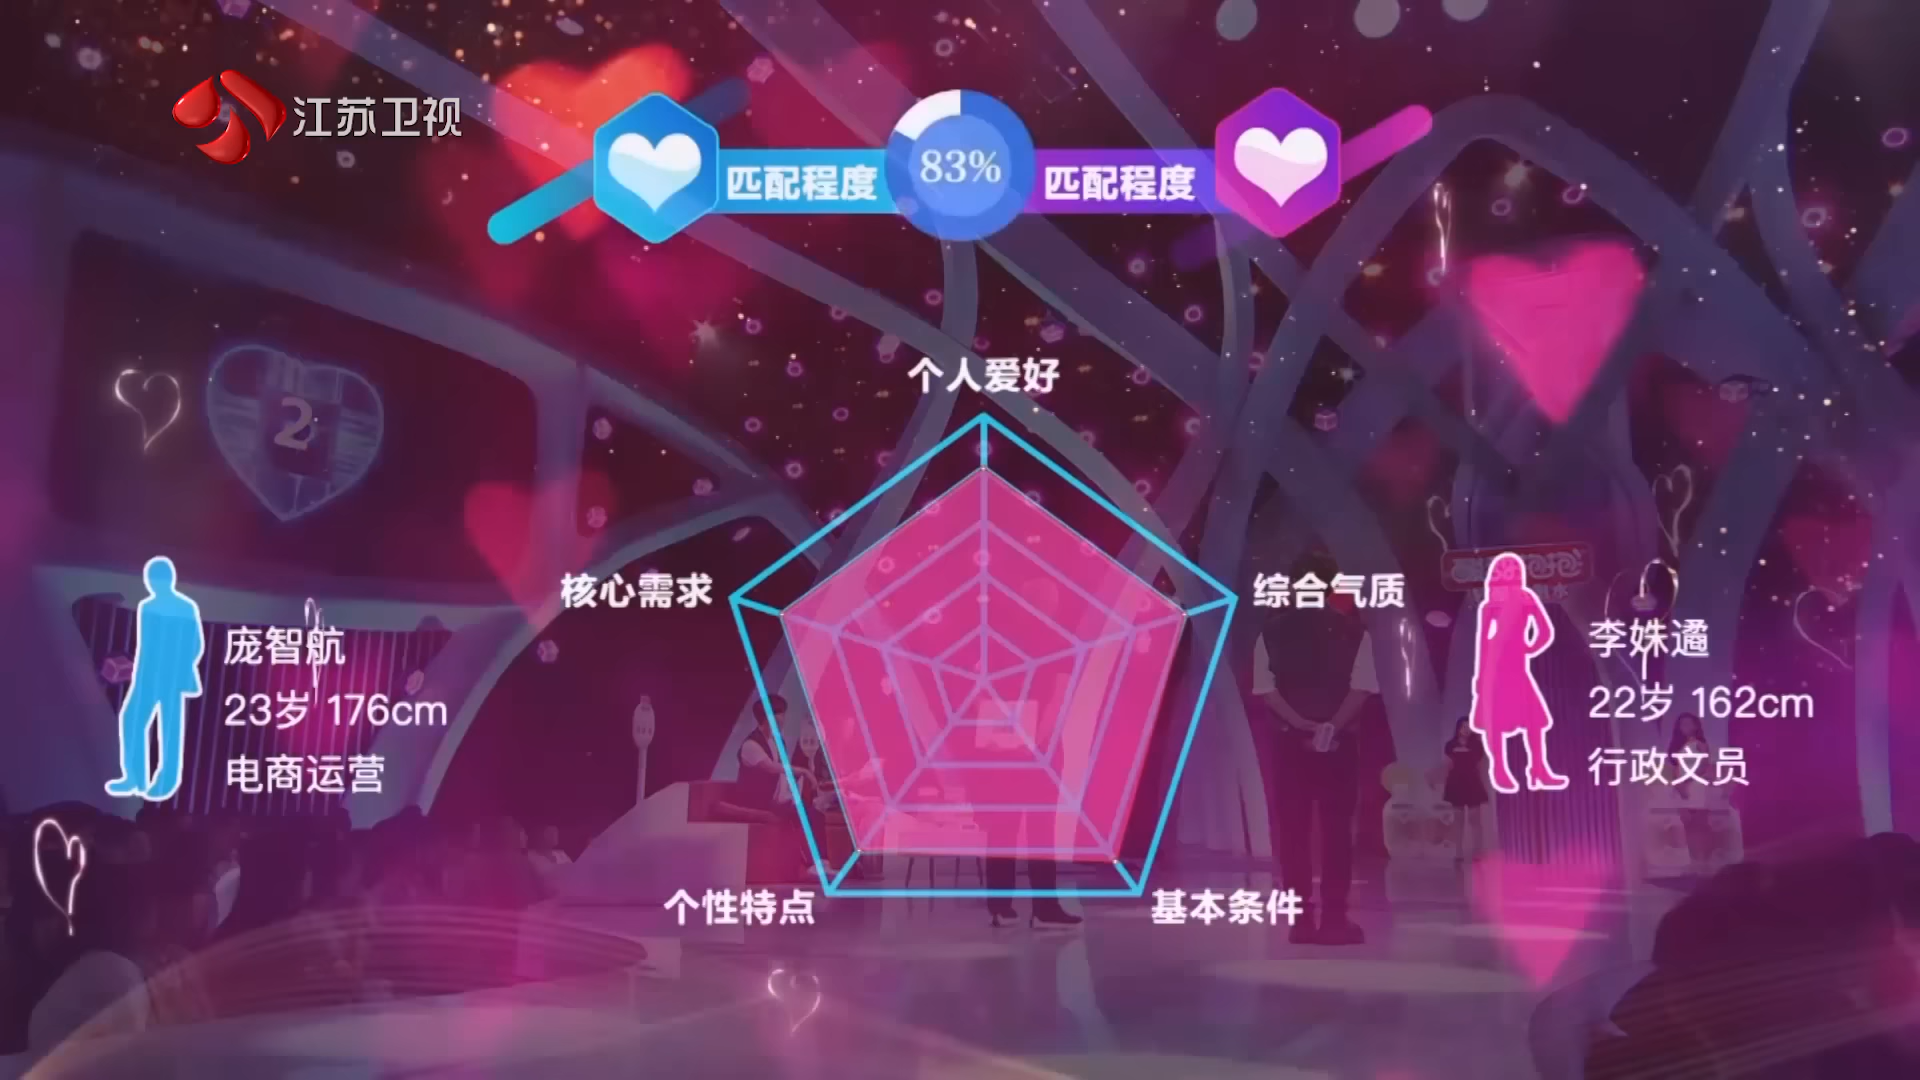 江苏卫视
匹配程度 83% 匹配程度
个人爱好
2
核心需求
综合气质
庞智航
23岁 176cm
电商运营
李姝遹
22岁 162cm
行政文员
个性特点
基本条件